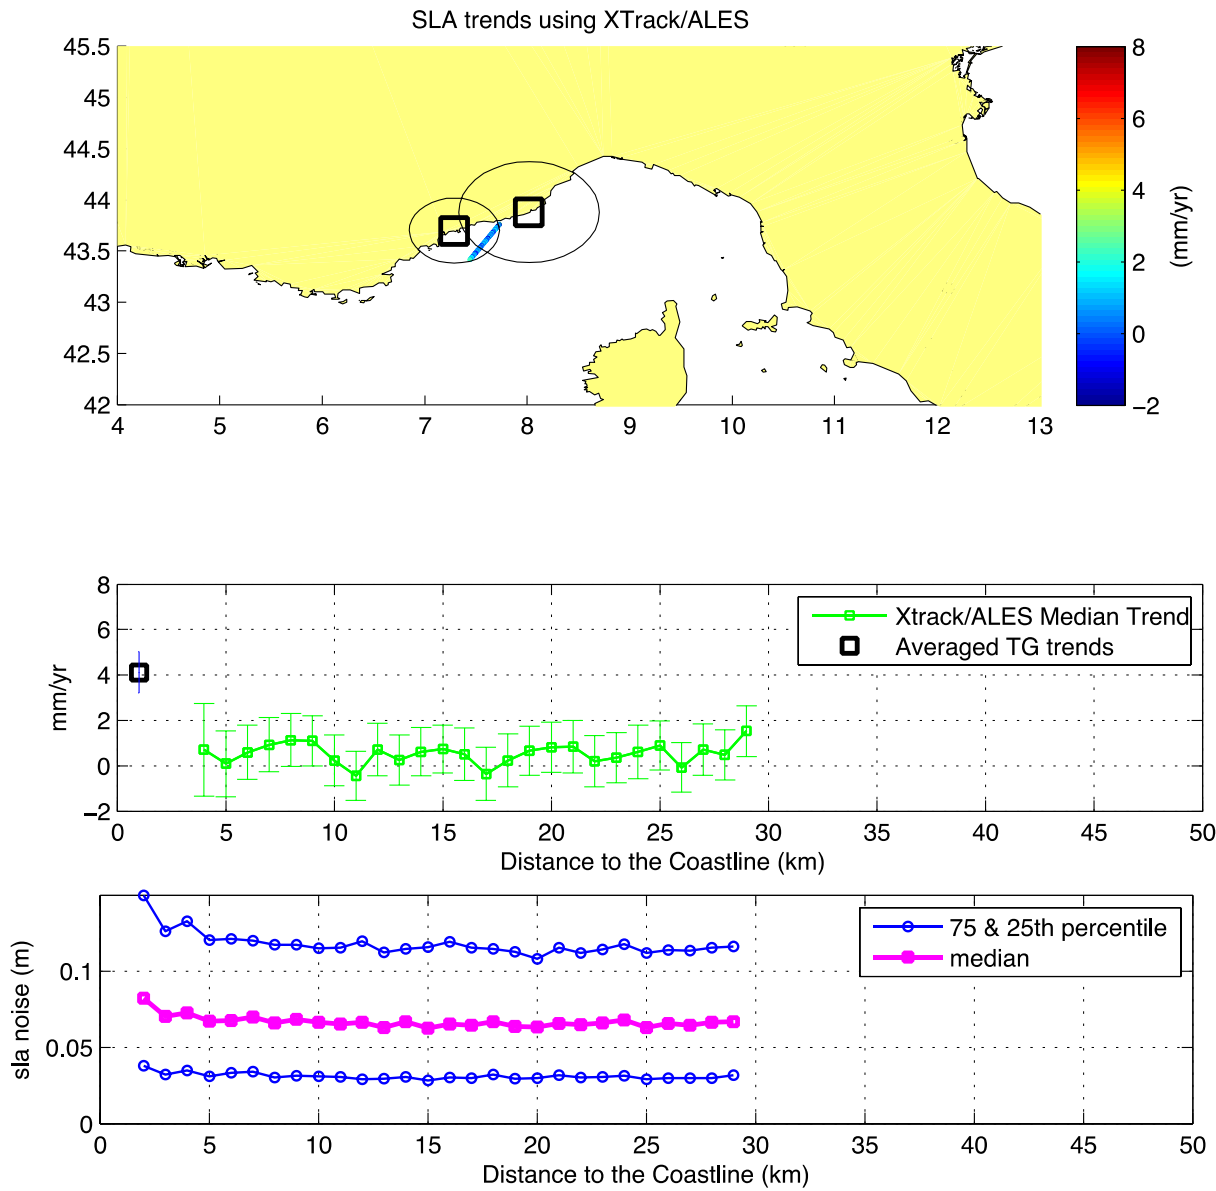 SLA trends using XTrack/ALES
45.5
45
44.5
44
43.5
43
42.5
42
4 5 6 7 8 9 10 11 12 13
8
6
4
2
0
−2
(mm/yr)
8
6
4
2
0
−2
mm/yr
Xtrack/ALES Median Trend
Averaged TG trends
0 5 10 15 20 25 30 35 40 45 50
Distance to the Coastline (km)
0.1
0.05
0
sla noise (m)
75 & 25th percentile
median
0 5 10 15 20 25 30 35 40 45 50
Distance to the Coastline (km)